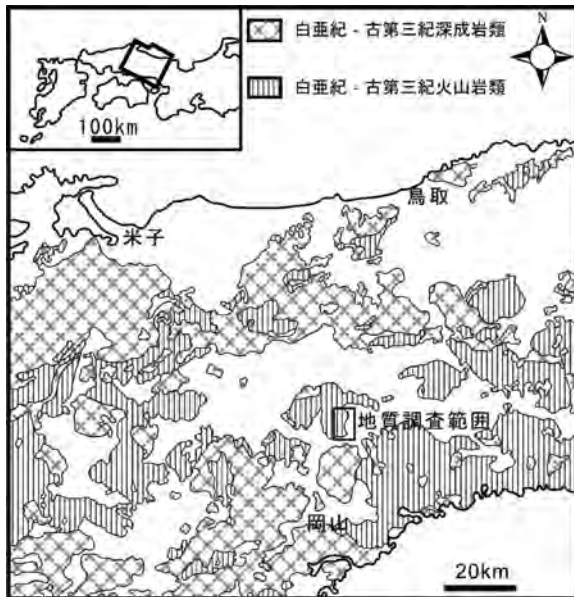 100km
白亜紀 - 古第三紀深成岩類
白亜紀 - 古第三紀火山岩類
N
鳥取
米子
地質調査範囲
岡山
20km